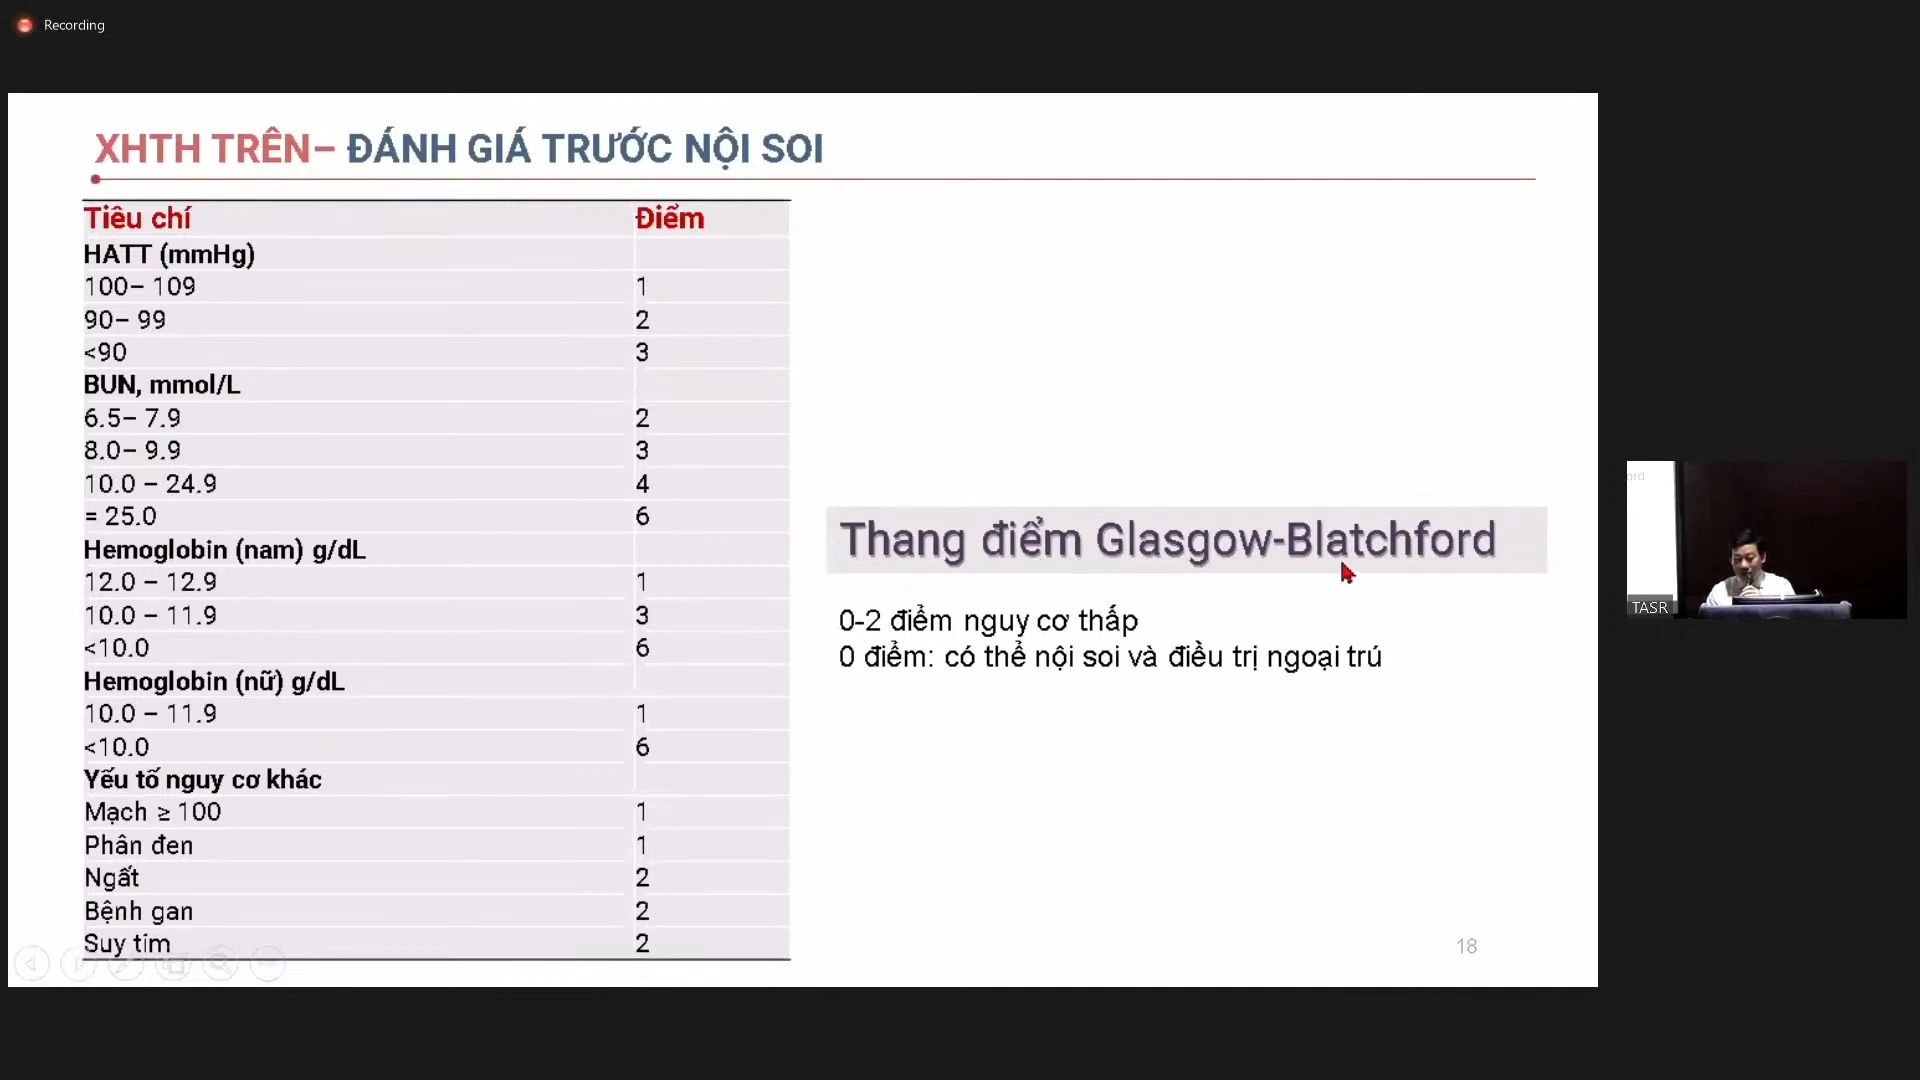 Recording
XHTH TRÊN– ĐÁNH GIÁ TRƯỚC NỘI SOI
Tiêu chí Điểm
HATT (mmHg)
100– 109 1
90– 99 2
<90 3
BUN, mmol/L
6.5– 7.9 2
8.0– 9.9 3
10.0 – 24.9 4
= 25.0 6
Hemoglobin (nam) g/dL
12.0 – 12.9 1
10.0 – 11.9 3
<10.0 6
Hemoglobin (nữ) g/dL
10.0 – 11.9 1
<10.0 6
Yếu tố nguy cơ khác
Mạch ≥ 100 1
Phân đen 1
Ngất 2
Bệnh gan 2
Suy tim 2
Thang điểm Glasgow-Blatchford
0-2 điểm nguy cơ thấp
0 điểm: có thể nội soi và điều trị ngoại trú
18
ord
TASR